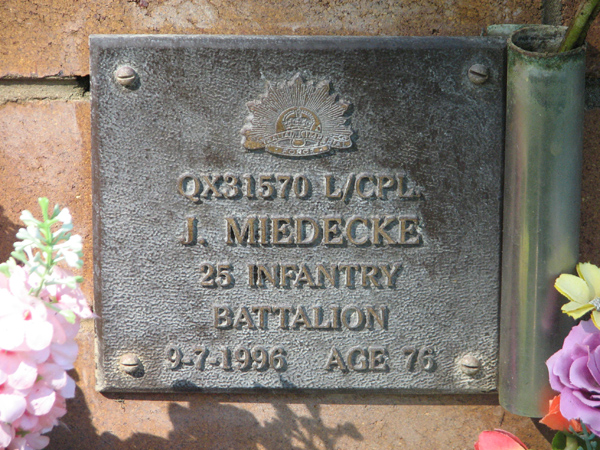 QX31570 L/CPL.
J. MIEDECKE
25 INFANTRY
BATTALION
9-7-1996 AGE 76